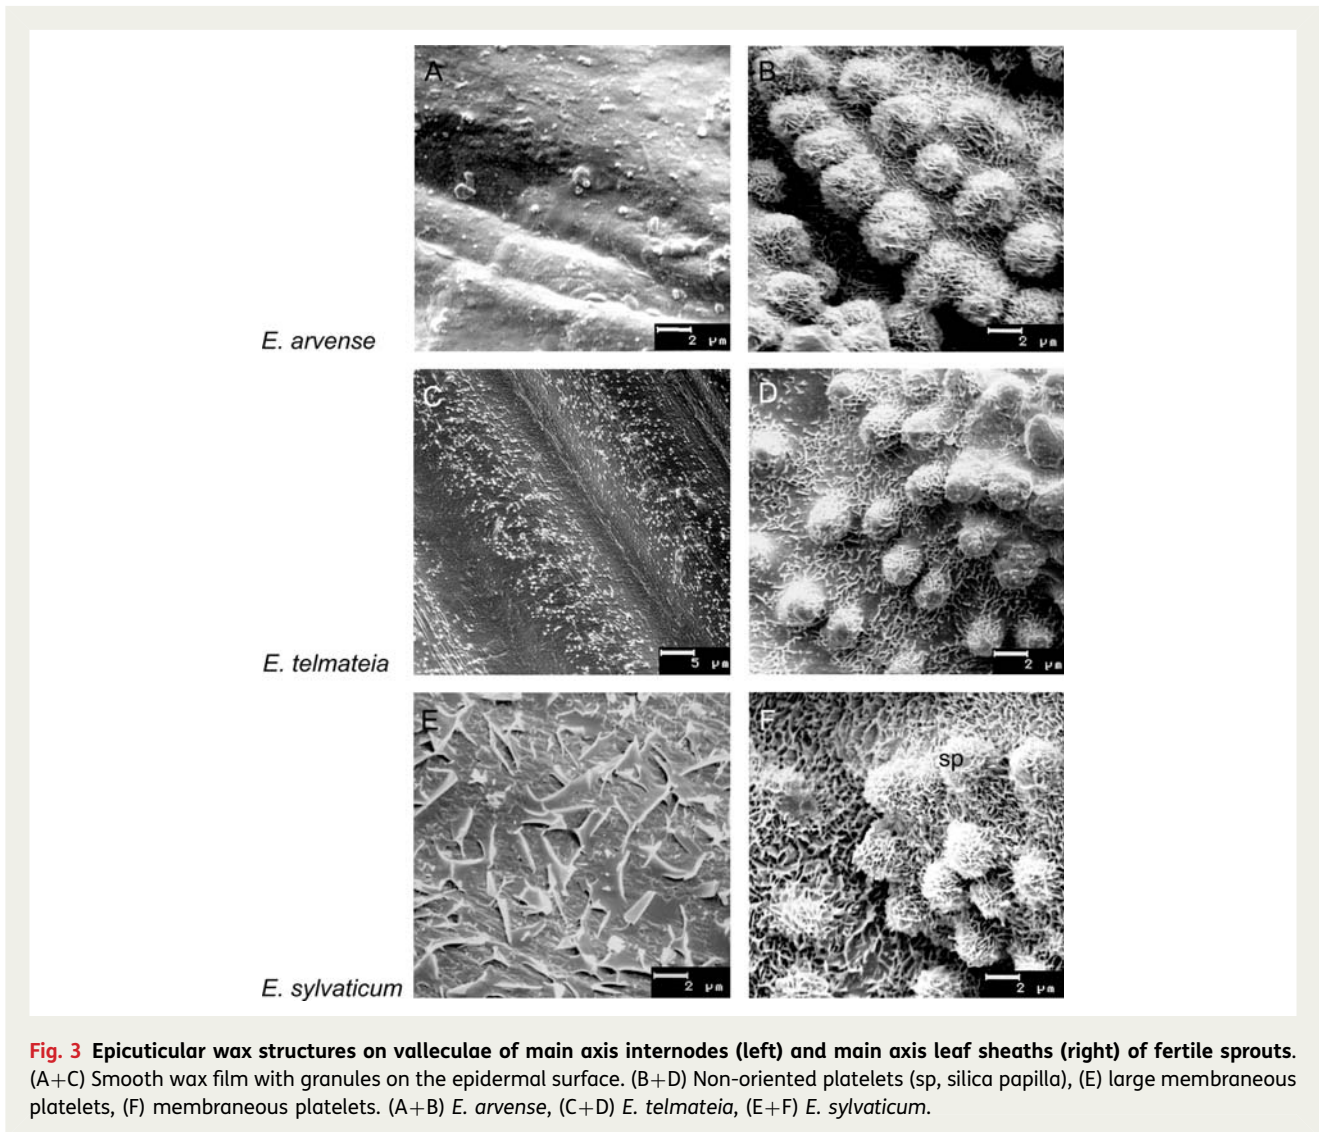 A
B
2 µm
2 µm
E. arvense
C
D
5 µm
2 µm
E. telmateia
E
F
sp
2 µm
2 µm
E. sylvaticum
Fig. 3 Epicuticular wax structures on valleculae of main axis internodes (left) and main axis leaf sheaths (right) of fertile sprouts.
(A+C) Smooth wax film with granules on the epidermal surface. (B+D) Non-oriented platelets (sp, silica papilla), (E) large membraneous
platelets, (F) membraneous platelets. (A+B) E. arvense, (C+D) E. telmateia, (E+F) E. sylvaticum.